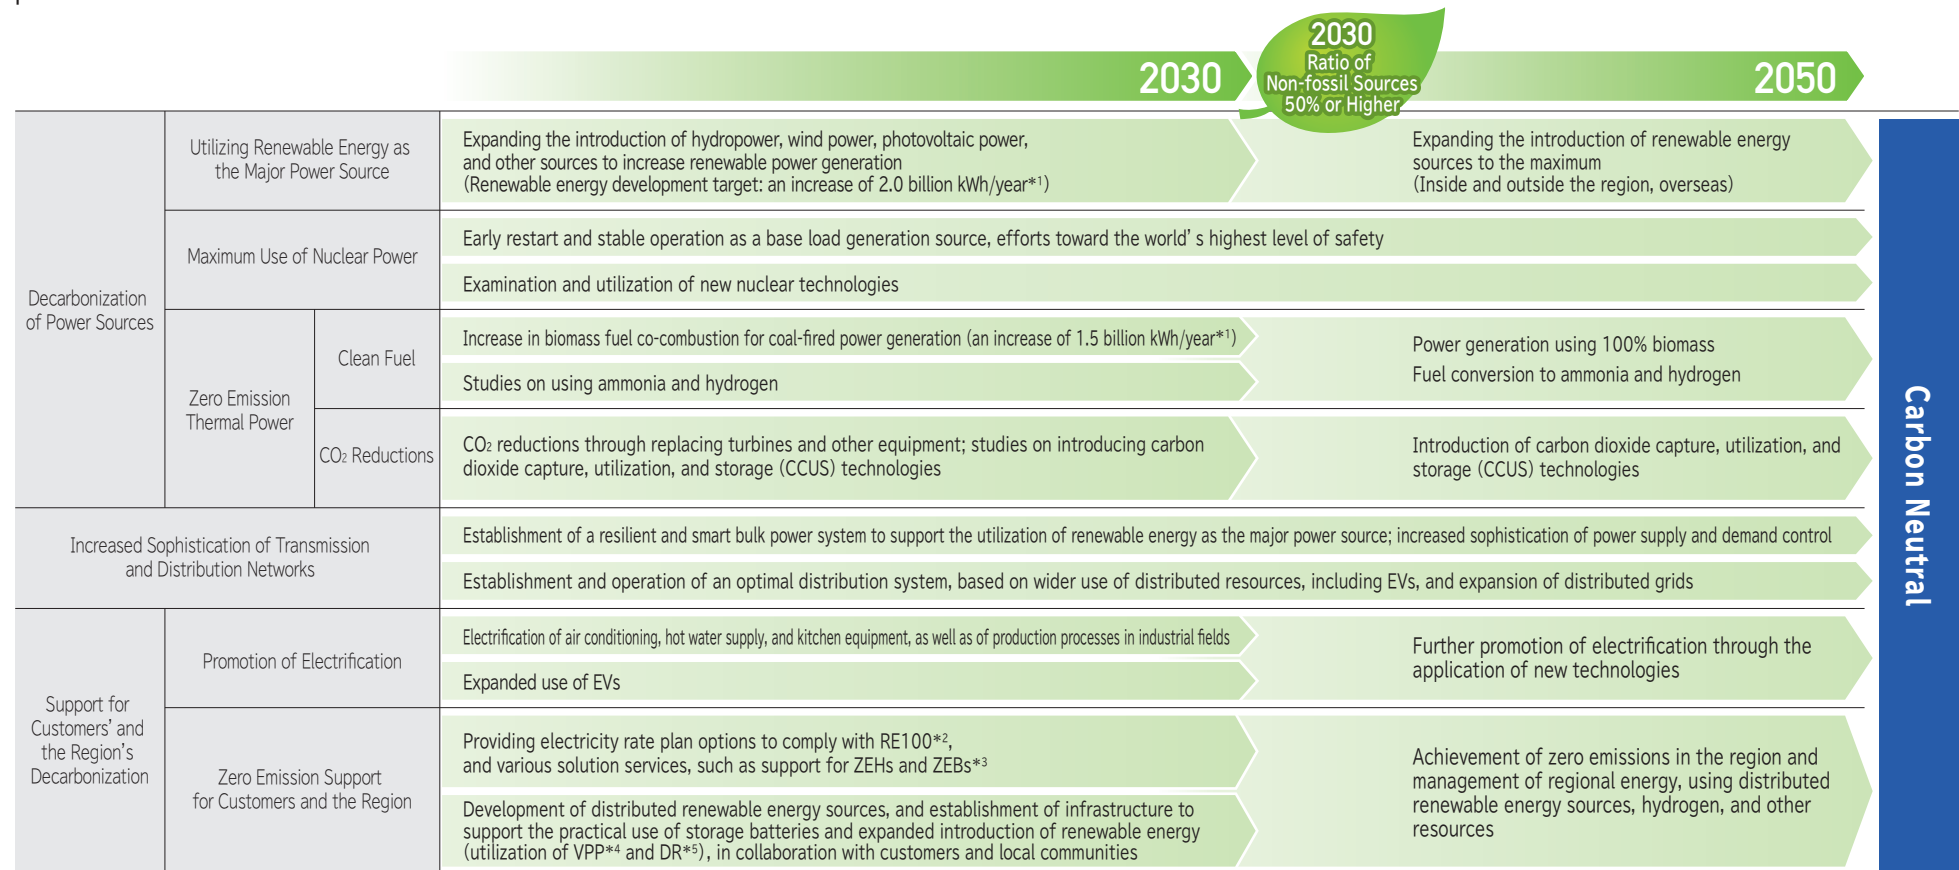 2030
2030
Ratio of
Non-fossil Sources
50% or Higher
2050
Decarbonization
of Power Sources
Utilizing Renewable Energy as
the Major Power Source
Expanding the introduction of hydropower, wind power, photovoltaic power,
and other sources to increase renewable power generation
(Renewable energy development target: an increase of 2.0 billion kWh/year*1)
Expanding the introduction of renewable energy
sources to the maximum
(Inside and outside the region, overseas)
Maximum Use of Nuclear Power
Early restart and stable operation as a base load generation source, efforts toward the world's highest level of safety
Examination and utilization of new nuclear technologies
Zero Emission
Thermal Power
Clean Fuel
Increase in biomass fuel co-combustion for coal-fired power generation (an increase of 1.5 billion kWh/year*1)
Studies on using ammonia and hydrogen
Power generation using 100% biomass
Fuel conversion to ammonia and hydrogen
CO2 Reductions
CO2 reductions through replacing turbines and other equipment; studies on introducing carbon
dioxide capture, utilization, and storage (CCUS) technologies
Introduction of carbon dioxide capture, utilization, and
storage (CCUS) technologies
Increased Sophistication of Transmission
and Distribution Networks
Establishment of a resilient and smart bulk power system to support the utilization of renewable energy as the major power source; increased sophistication of power supply and demand control
Establishment and operation of an optimal distribution system, based on wider use of distributed resources, including EVs, and expansion of distributed grids
Support for
Customers' and
the Region's
Decarbonization
Promotion of Electrification
Electrification of air conditioning, hot water supply, and kitchen equipment, as well as of production processes in industrial fields
Expanded use of EVs
Further promotion of electrification through the
application of new technologies
Zero Emission Support
for Customers and the Region
Providing electricity rate plan options to comply with RE100*2,
and various solution services, such as support for ZEHs and ZEBs*3
Development of distributed renewable energy sources, and establishment of infrastructure to
support the practical use of storage batteries and expanded introduction of renewable energy
(utilization of VPP*4 and DR*5), in collaboration with customers and local communities
Achievement of zero emissions in the region and
management of regional energy, using distributed
renewable energy sources, hydrogen, and other
resources
Carbon Neutral